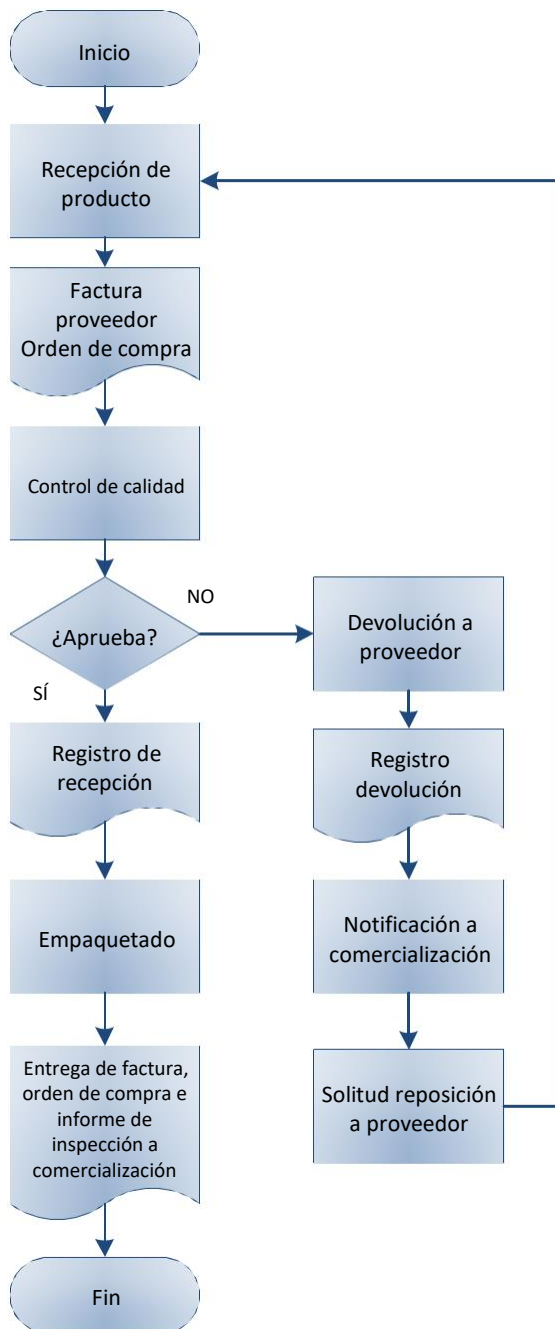 Inicio
Recepción de
producto
Factura
proveedor
Orden de compra
Control de calidad
¿Aprueba?
NO
Devolución a
proveedor
SÍ
Registro de
recepción
Registro
devolución
Empaquetado
Notificación a
comercialización
Entrega de factura,
orden de compra e
informe de
inspección a
comercialización
Solitud reposición
a proveedor
Fin